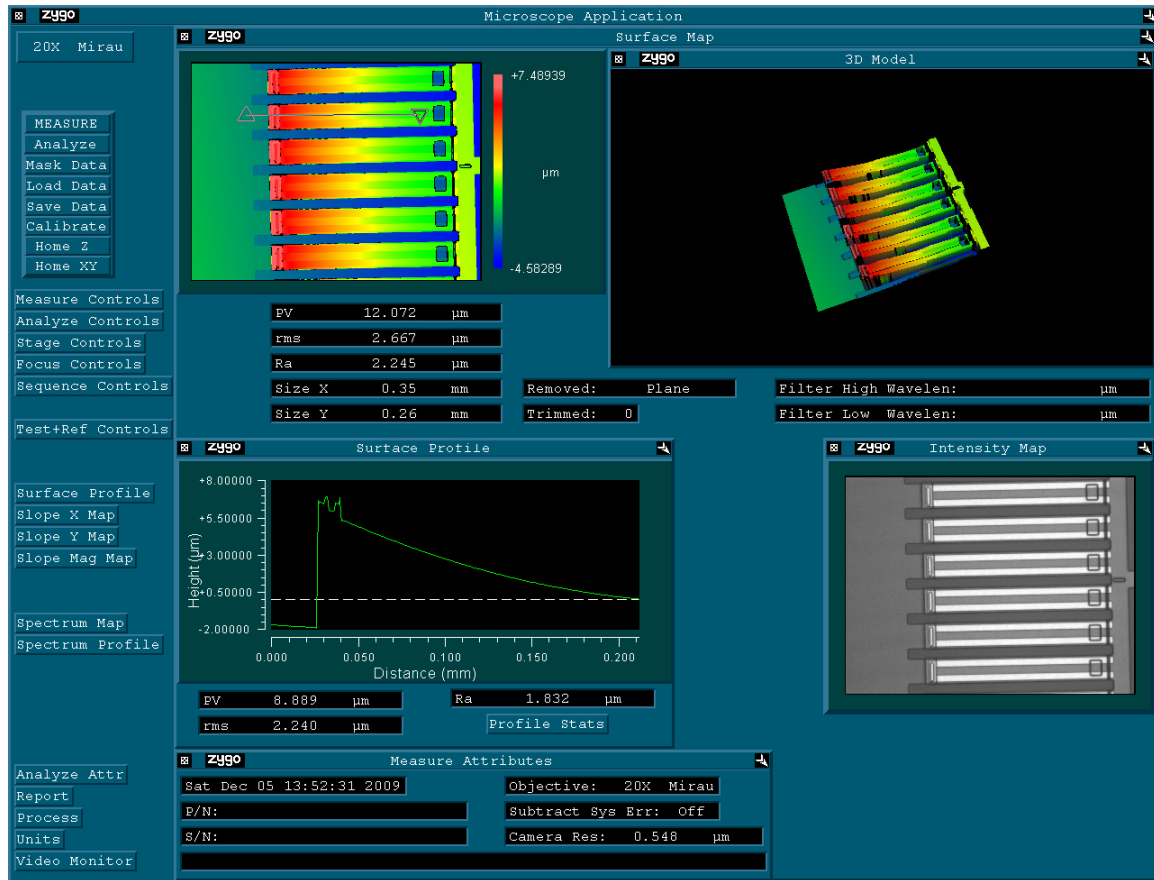 zygo Microscope Application
20X Mirau
MEASURE
Analyze
Mask Data
Load Data
Save Data
Calibrate
Home Z
Home XY
Measure Controls
Analyze Controls
Stage Controls
Focus Controls
Sequence Controls
Test+Ref Controls
Surface Profile
Slope X Map
Slope Y Map
Slope Mag Map
Spectrum Map
Spectrum Profile
Analyze Attr
Report
Process
Units
Video Monitor
zygo Surface Map
+7.48939
µm
-4.58289
zygo 3D Model
PV 12.072 µm
rms 2.667 µm
Ra 2.245 µm
Size X 0.35 mm
Size Y 0.26 mm
Removed: Plane
Trimmed: 0
Filter High Wavelen: µm
Filter Low Wavelen: µm
zygo Surface Profile
+8.00000
+5.50000
+3.00000
+0.50000
-2.00000
Height (µm)
0.000 0.050 0.100 0.150 0.200
Distance (mm)
PV 8.889 µm
rms 2.240 µm
Ra 1.832 µm
Profile Stats
zygo Intensity Map
zygo Measure Attributes
Sat Dec 05 13:52:31 2009
P/N:
S/N:
Objective: 20X Mirau
Subtract Sys Err: Off
Camera Res: 0.548 µm